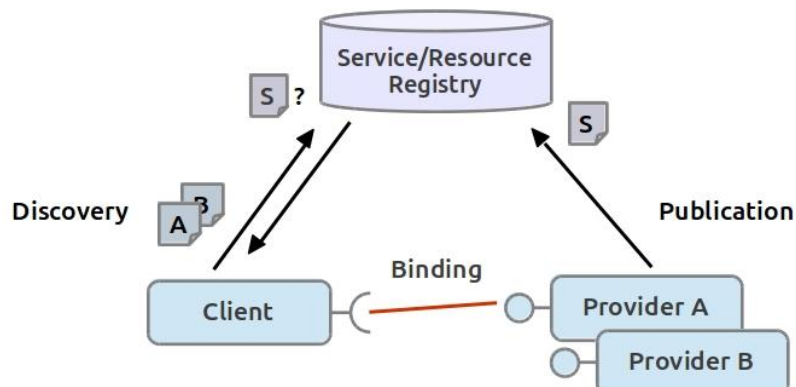 Service/Resource
Registry
S ?
S
Discovery
B
A
Publication
Binding
Client
Provider A
Provider B